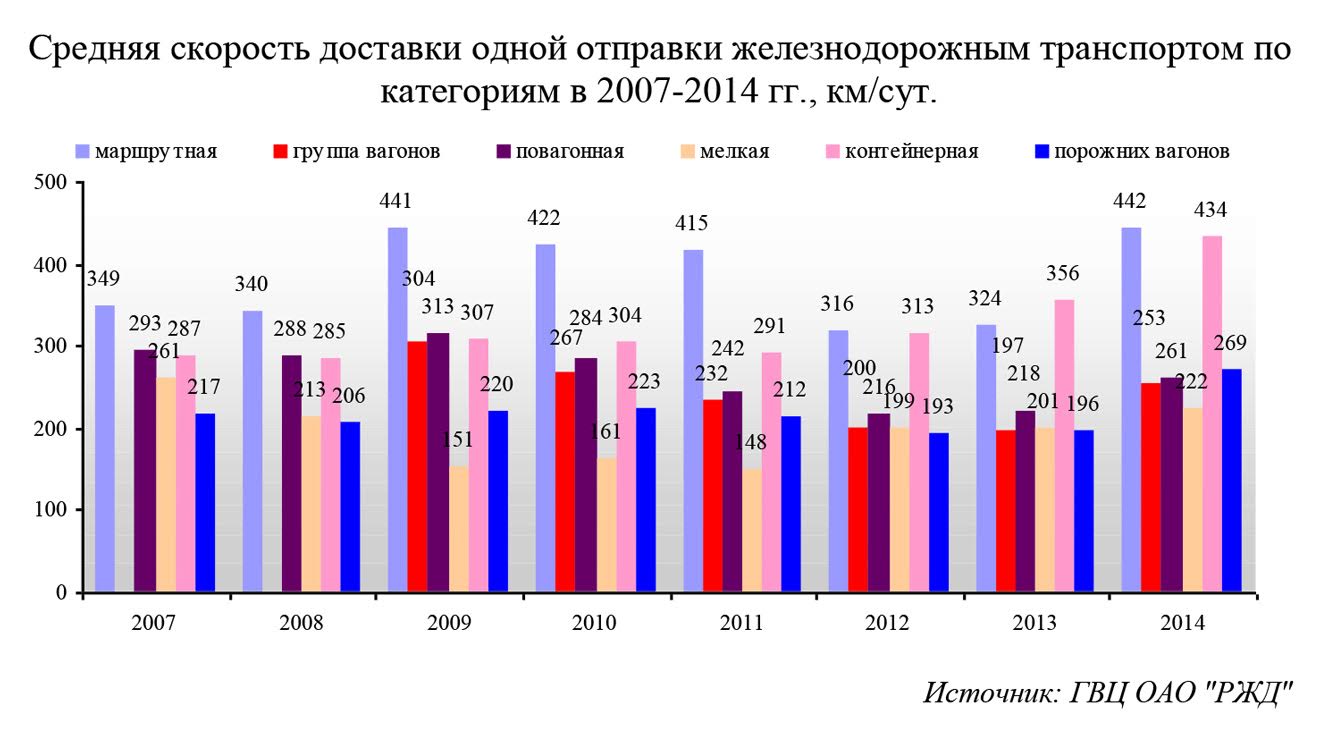 Средняя скорость доставки одной отправки железнодорожным транспортом по
категориям в 2007-2014 гг., км/сут.
маршрутная группа вагонов повагонная мелкая контейнерная порожних вагонов
500
400
300
200
100
0
349 293 261 287 217
340 288 213 285 206
441 304 313 151 307 220
422 267 284 161 304 223
415 232 242 148 291 212
316 200 216 199 313 193
324 197 218 201 356 196
442 253 261 222 434 269
2007 2008 2009 2010 2011 2012 2013 2014
Источник: ГВЦ ОАО "РЖД"